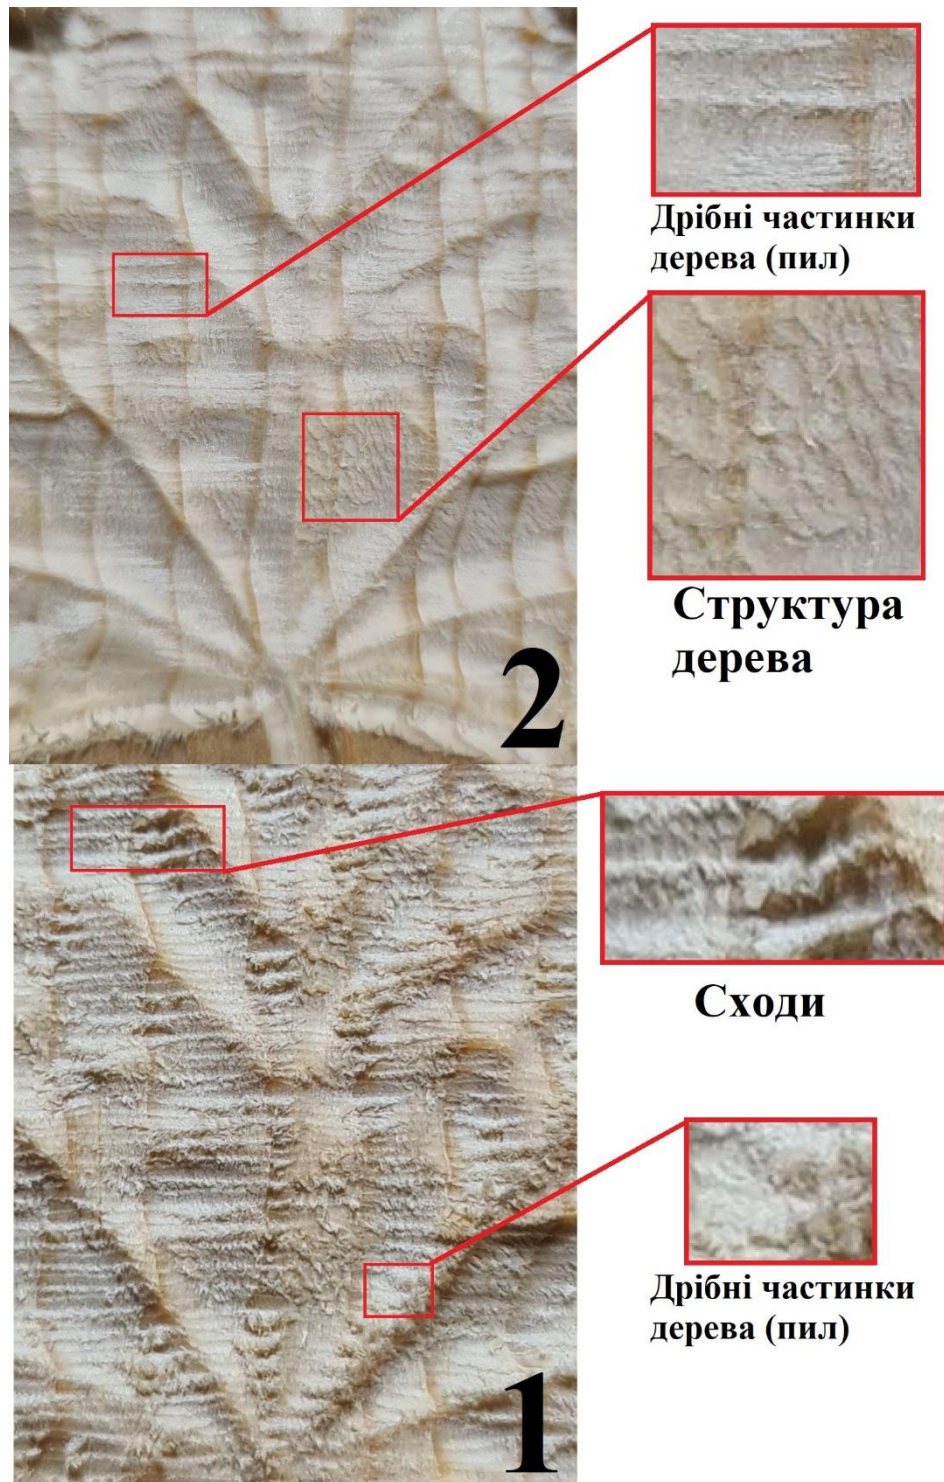 Дрібні частинки
дерева (пил)
Структура
дерева
2
Сходи
Дрібні частинки
дерева (пил)
1